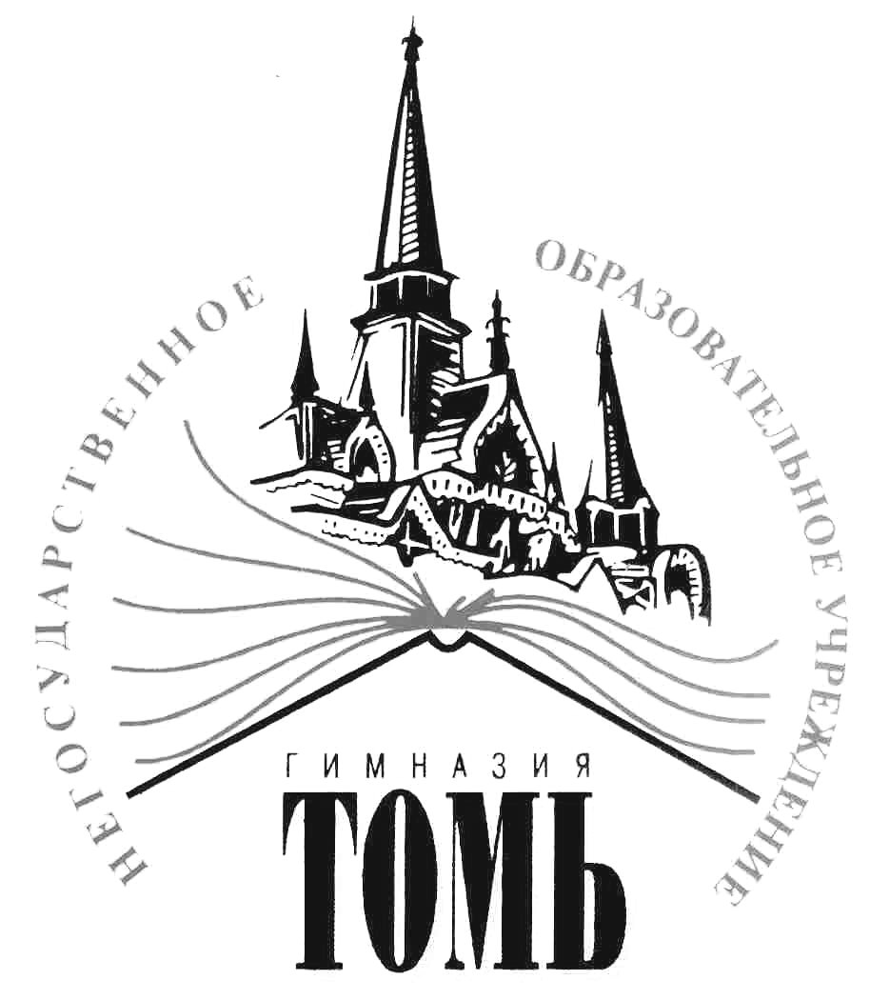 НЕГОСУДАРСТВЕННОЕ
ОБРАЗОВАТЕЛЬНОЕ УЧРЕЖДЕНИЕ
ГИМНАЗИЯ
ТОМЬ